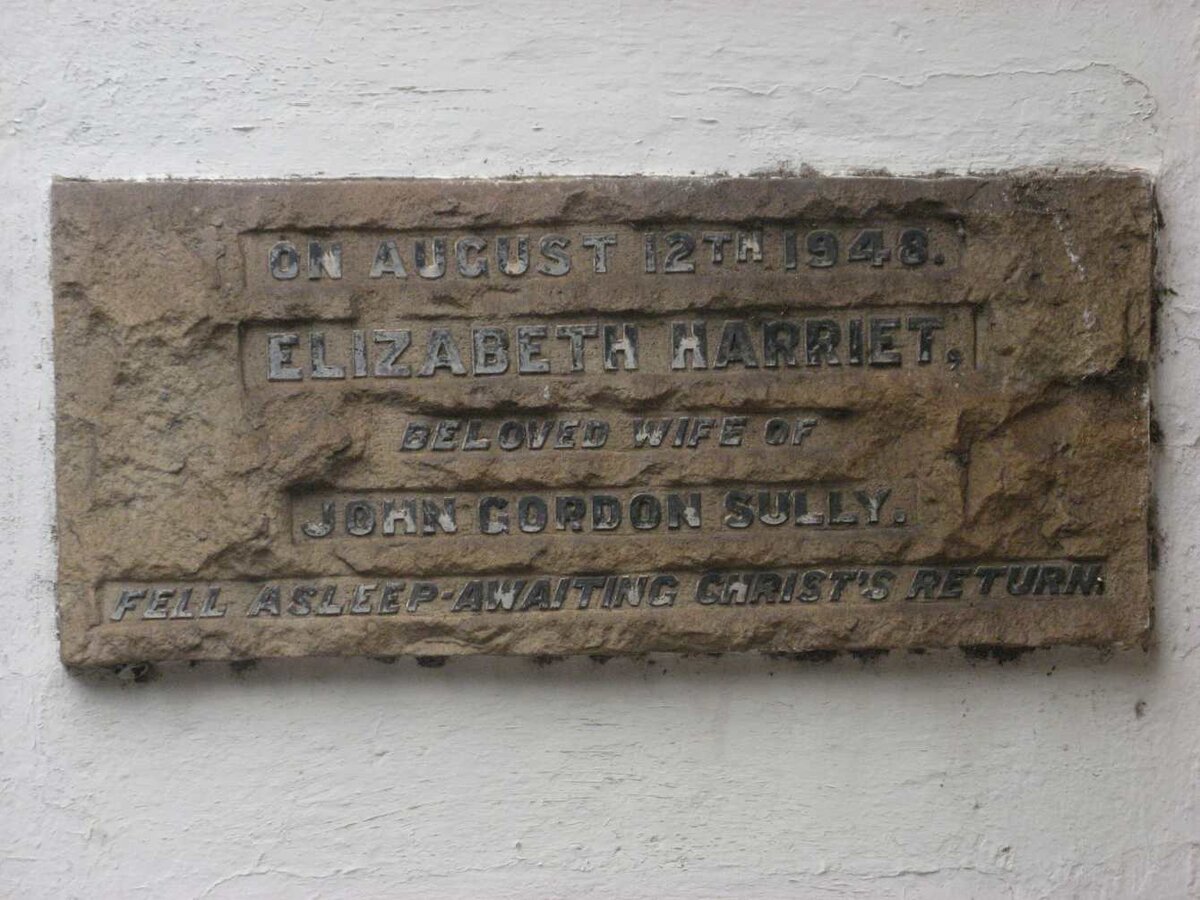 ON AUGUST 12TH 1948.
ELIZABETH HARRIET,
BELOVED WIFE OF
JOHN GORDON SULLY.
FELL ASLEEP-AWAITING CHRIST'S RETURN.